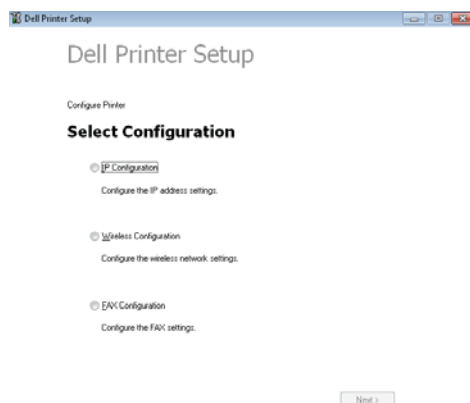 Dell Printer Setup
Dell Printer Setup
Configure Printer
Select Configuration
IP Configuration
Configure the IP address settings.
Wireless Configuration
Configure the wireless network settings.
FAX Configuration
Configure the FAX settings.
Next >